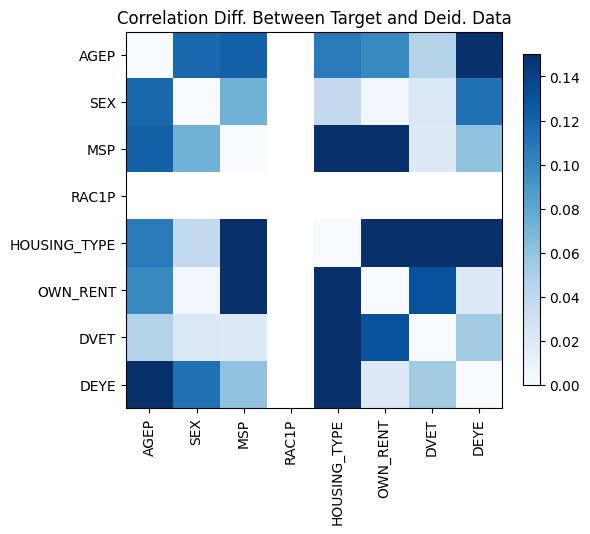 Correlation Diff. Between Target and Deid. Data
AGEP
SEX
MSP
RAC1P
HOUSING_TYPE
OWN_RENT
DVET
DEYE
AGEP
SEX
MSP
RAC1P
HOUSING_TYPE
OWN_RENT
DVET
DEYE
0.14
0.12
0.10
0.08
0.06
0.04
0.02
0.00